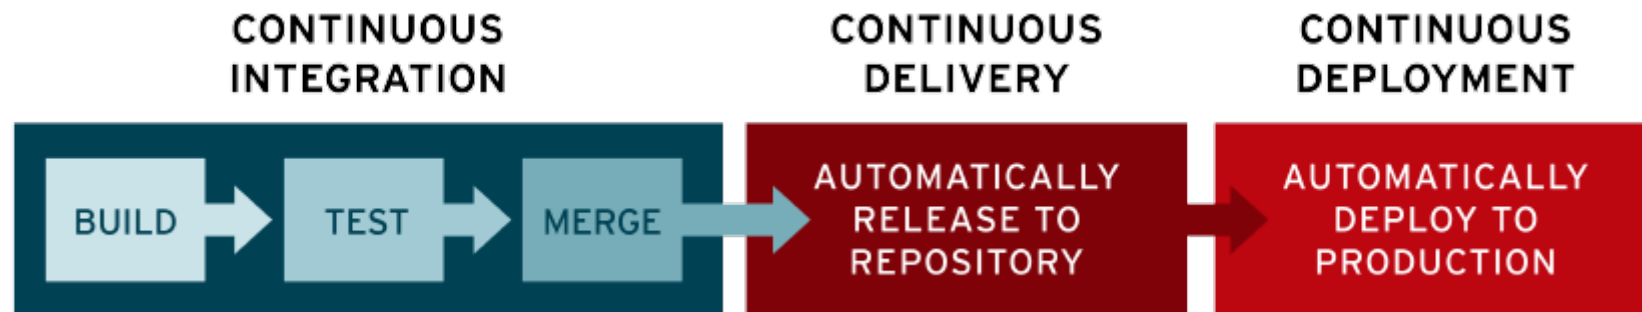 CONTINUOUS
INTEGRATION
CONTINUOUS
DELIVERY
CONTINUOUS
DEPLOYMENT
BUILD
TEST
MERGE
AUTOMATICALLY
RELEASE TO
REPOSITORY
AUTOMATICALLY
DEPLOY TO
PRODUCTION